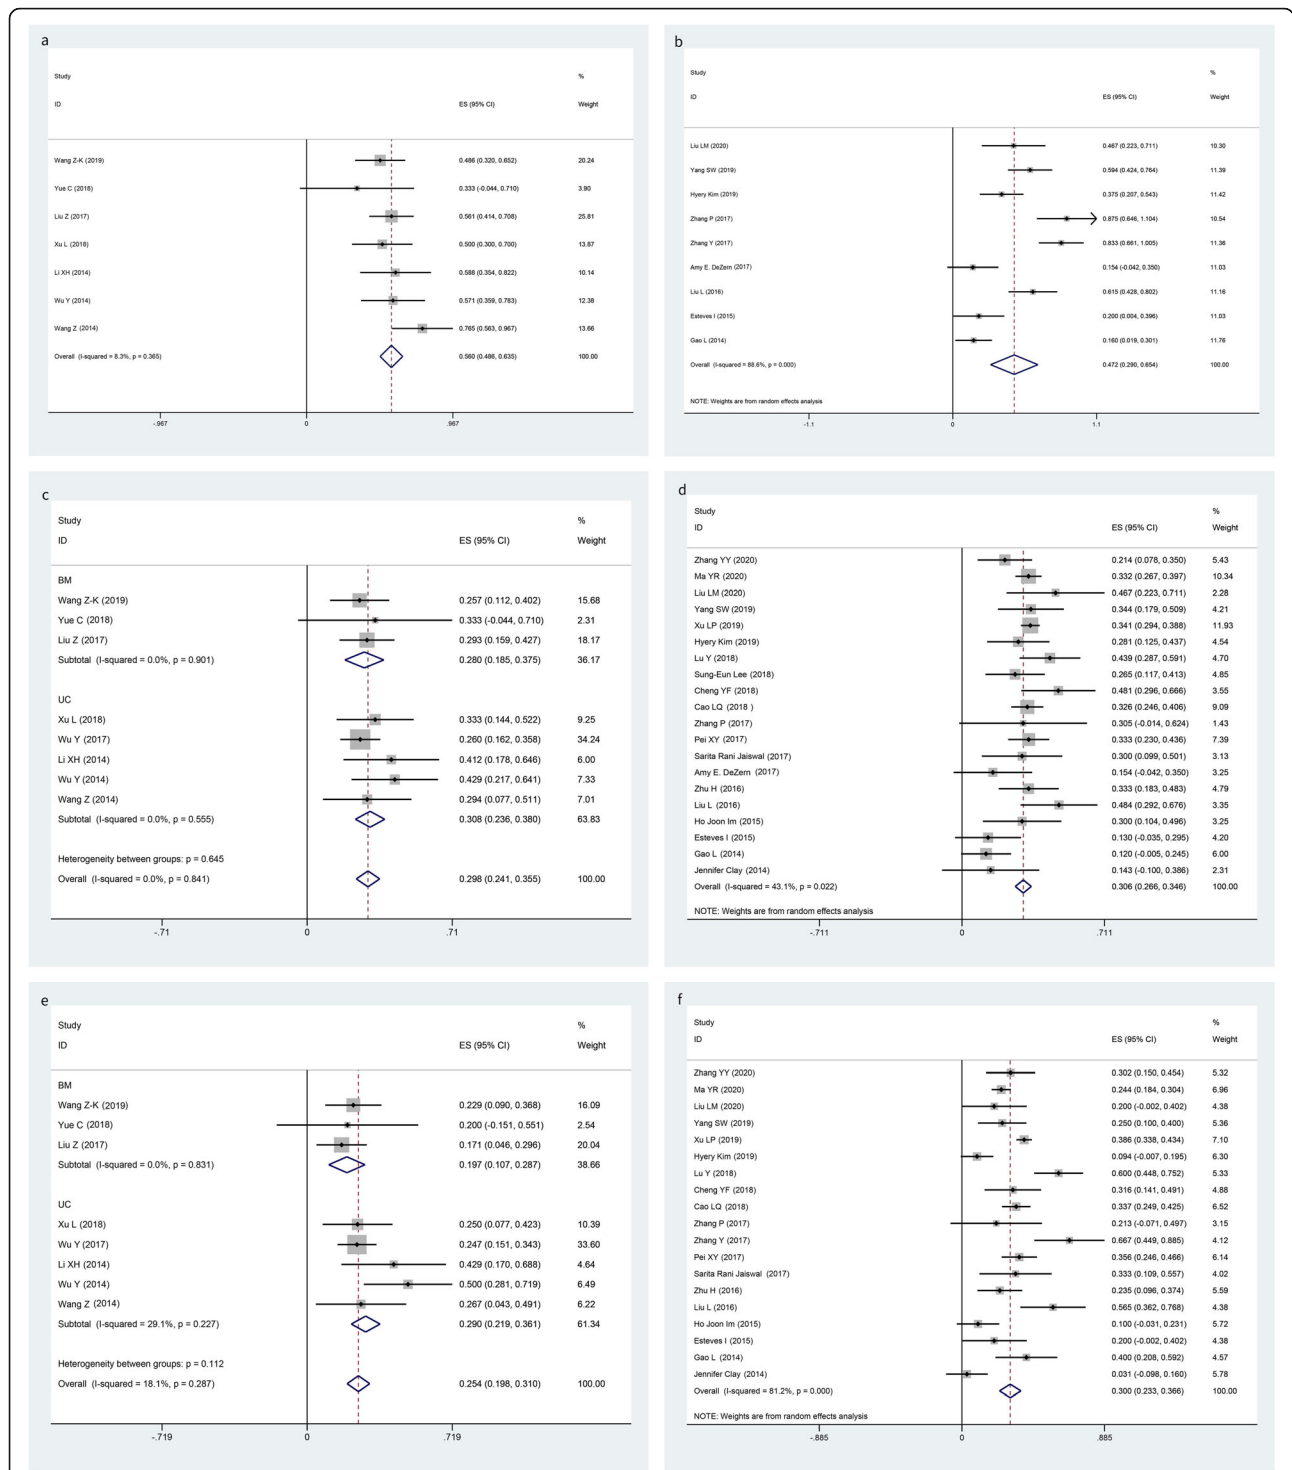 a
Study %
ID ES (95% CI) Weight
Wang Z-K (2019) 0.486 (0.320, 0.652) 20.24
Yue C (2018) 0.333 (-0.044, 0.710) 3.90
Liu Z (2017) 0.561 (0.414, 0.708) 25.81
Xu L (2018) 0.500 (0.300, 0.700) 13.87
Li XH (2014) 0.588 (0.354, 0.822) 10.14
Wu Y (2014) 0.571 (0.359, 0.783) 12.38
Wang Z (2014) 0.765 (0.563, 0.967) 13.66
Overall (I-squared = 8.3%, p = 0.365) 0.560 (0.486, 0.635) 100.00
-.967 0 .967
b
Study %
ID ES (95% CI) Weight
Liu LM (2020) 0.467 (0.223, 0.711) 10.30
Yang SW (2019) 0.594 (0.424, 0.764) 11.39
Hyery Kim (2019) 0.375 (0.207, 0.543) 11.42
Zhang P (2017) 0.875 (0.646, 1.104) 10.54
Zhang Y (2017) 0.833 (0.661, 1.005) 11.36
Amy E. DeZern (2017) 0.154 (-0.042, 0.350) 11.03
Liu L (2016) 0.615 (0.428, 0.802) 11.16
Esteves I (2015) 0.200 (0.004, 0.396) 11.03
Gao L (2014) 0.160 (0.019, 0.301) 11.76
Overall (I-squared = 88.6%, p = 0.000) 0.472 (0.290, 0.654) 100.00
NOTE: Weights are from random effects analysis
-1.1 0 1.1
c
Study %
ID ES (95% CI) Weight
BM
Wang Z-K (2019) 0.257 (0.112, 0.402) 15.68
Yue C (2018) 0.333 (-0.044, 0.710) 2.31
Liu Z (2017) 0.293 (0.159, 0.427) 18.17
Subtotal (I-squared = 0.0%, p = 0.901) 0.280 (0.185, 0.375) 36.17
UC
Xu L (2018) 0.333 (0.144, 0.522) 9.25
Wu Y (2017) 0.260 (0.162, 0.358) 34.24
Li XH (2014) 0.412 (0.178, 0.646) 6.00
Wu Y (2014) 0.429 (0.217, 0.641) 7.33
Wang Z (2014) 0.294 (0.077, 0.511) 7.01
Subtotal (I-squared = 0.0%, p = 0.555) 0.308 (0.236, 0.380) 63.83
Heterogeneity between groups: p = 0.645
Overall (I-squared = 0.0%, p = 0.841) 0.298 (0.241, 0.355) 100.00
-.71 0 .71
d
Study %
ID ES (95% CI) Weight
Zhang YY (2020) 0.214 (0.078, 0.350) 5.43
Ma YR (2020) 0.332 (0.267, 0.397) 10.34
Liu LM (2020) 0.467 (0.223, 0.711) 2.28
Yang SW (2019) 0.344 (0.179, 0.509) 4.21
Xu LP (2019) 0.341 (0.294, 0.388) 11.93
Hyery Kim (2019) 0.281 (0.125, 0.437) 4.54
Lu Y (2018) 0.439 (0.287, 0.591) 4.70
Sung-Eun Lee (2018) 0.265 (0.117, 0.413) 4.85
Cheng YF (2018) 0.481 (0.296, 0.666) 3.55
Cao LQ (2018 ) 0.326 (0.246, 0.406) 9.09
Zhang P (2017) 0.305 (-0.014, 0.624) 1.43
Pei XY (2017) 0.333 (0.230, 0.436) 7.39
Sarita Rani Jaiswal (2017) 0.300 (0.099, 0.501) 3.13
Amy E. DeZern (2017) 0.154 (-0.042, 0.350) 3.25
Zhu H (2016) 0.333 (0.183, 0.483) 4.79
Liu L (2016) 0.484 (0.292, 0.676) 3.35
Ho Joon Im (2015) 0.300 (0.104, 0.496) 3.25
Esteves I (2015) 0.130 (-0.035, 0.295) 4.20
Gao L (2014) 0.120 (-0.005, 0.245) 6.00
Jennifer Clay (2014) 0.143 (-0.100, 0.386) 2.31
Overall (I-squared = 43.1%, p = 0.022) 0.306 (0.266, 0.346) 100.00
NOTE: Weights are from random effects analysis
-.711 0 .711
e
Study %
ID ES (95% CI) Weight
BM
Wang Z-K (2019) 0.229 (0.090, 0.368) 16.09
Yue C (2018) 0.200 (-0.151, 0.551) 2.54
Liu Z (2017) 0.171 (0.046, 0.296) 20.04
Subtotal (I-squared = 0.0%, p = 0.831) 0.197 (0.107, 0.287) 38.66
UC
Xu L (2018) 0.250 (0.077, 0.423) 10.39
Wu Y (2017) 0.247 (0.151, 0.343) 33.60
Li XH (2014) 0.429 (0.170, 0.688) 4.64
Wu Y (2014) 0.500 (0.281, 0.719) 6.49
Wang Z (2014) 0.267 (0.043, 0.491) 6.22
Subtotal (I-squared = 29.1%, p = 0.227) 0.290 (0.219, 0.361) 61.34
Heterogeneity between groups: p = 0.112
Overall (I-squared = 18.1%, p = 0.287) 0.254 (0.198, 0.310) 100.00
-.719 0 .719
f
Study %
ID ES (95% CI) Weight
Zhang YY (2020) 0.302 (0.150, 0.454) 5.32
Ma YR (2020) 0.244 (0.184, 0.304) 6.96
Liu LM (2020) 0.200 (-0.002, 0.402) 4.38
Yang SW (2019) 0.250 (0.100, 0.400) 5.36
Xu LP (2019) 0.386 (0.338, 0.434) 7.10
Hyery Kim (2019) 0.094 (-0.007, 0.195) 6.30
Lu Y (2018) 0.600 (0.448, 0.752) 5.33
Cheng YF (2018) 0.316 (0.141, 0.491) 4.88
Cao LQ (2018) 0.337 (0.249, 0.425) 6.52
Zhang P (2017) 0.213 (-0.071, 0.497) 3.15
Zhang Y (2017) 0.667 (0.449, 0.885) 4.12
Pei XY (2017) 0.356 (0.246, 0.466) 6.14
Sarita Rani Jaiswal (2017) 0.333 (0.109, 0.557) 4.02
Zhu H (2016) 0.235 (0.096, 0.374) 5.59
Liu L (2016) 0.565 (0.362, 0.768) 4.38
Ho Joon Im (2015) 0.100 (-0.031, 0.231) 5.72
Esteves I (2015) 0.200 (-0.002, 0.402) 4.38
Gao L (2014) 0.400 (0.208, 0.592) 4.57
Jennifer Clay (2014) 0.031 (-0.098, 0.160) 5.78
Overall (I-squared = 81.2%, p = 0.000) 0.300 (0.233, 0.366) 100.00
NOTE: Weights are from random effects analysis
-.885 0 .885